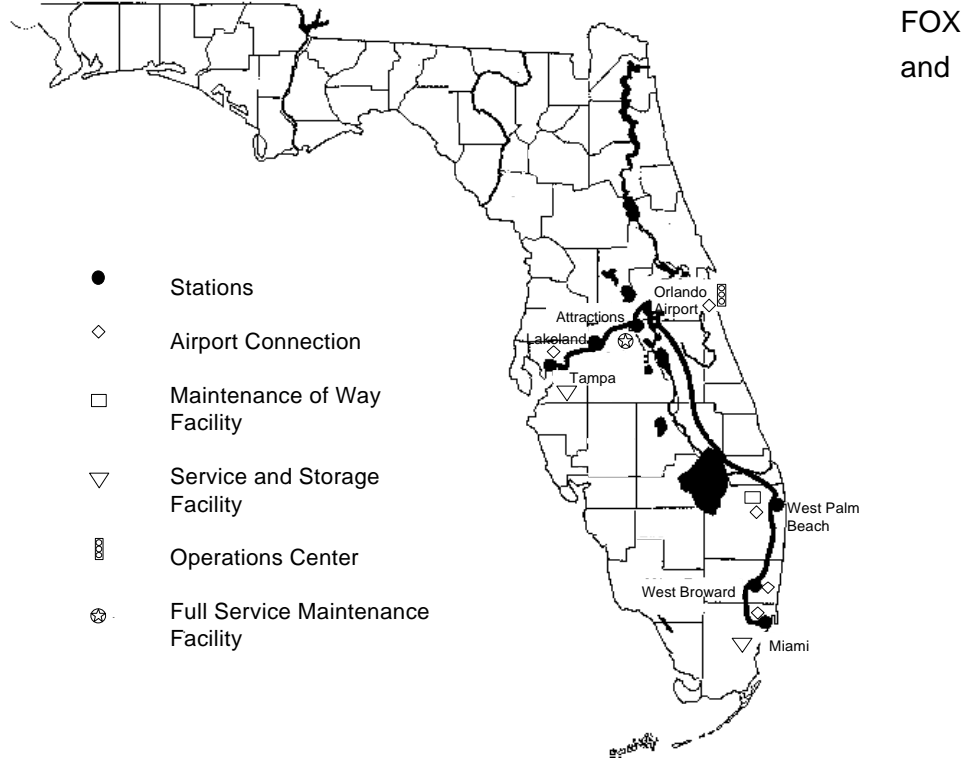 FOX
and
Stations
Airport Connection
Maintenance of Way
Facility
Service and Storage
Facility
Operations Center
Full Service Maintenance
Facility
Orlando
Airport
Attractions
Lakeland
Tampa
West Palm
Beach
West Broward
Miami